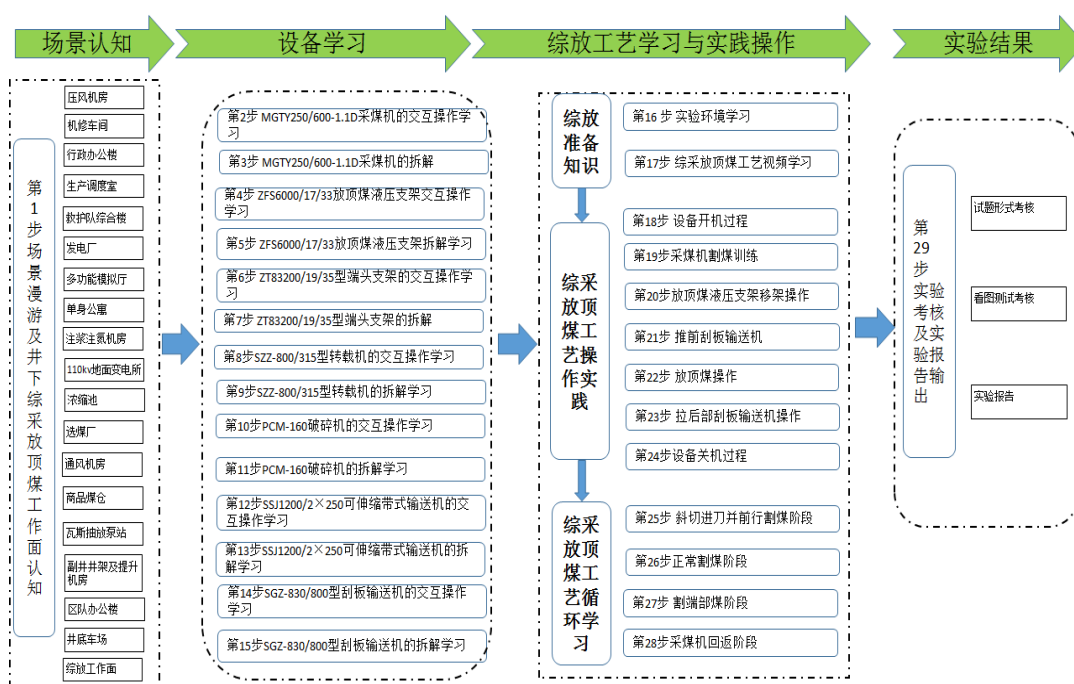 场景认知
设备学习
综放工艺学习与实践操作
实验结果
第1步场景漫游及井下综采放顶煤工作面认知
压风机房
机修车间
行政办公楼
生产调度室
救护队综合楼
发电厂
多功能模拟厅
单身公寓
注浆注氮机房
110kv地面变电所
浓缩池
选煤厂
通风机房
商品煤仓
瓦斯抽放泵站
副井井架及提升
机房
区队办公楼
井底车场
综放工作面
第2步 MGTY250/600-1.1D采煤机的交互操作学
习
第3步 MGTY250/600-1.1D采煤机的拆解
第4步 ZFS6000/17/33放顶煤液压支架交互操作
学习
第5步 ZFS6000/17/33放顶煤液压支架拆解学习
第6步 ZT83200/19/35型端头支架的交互操作学
习
第7步 ZT83200/19/35型端头支架的拆解
第8步SZZ-800/315型转载机的交互操作学习
第9步SZZ-800/315型转载机的拆解学习
第10步PCM-160破碎机的交互操作学习
第11步PCM-160破碎机的拆解学习
第12步SSJ1200/2×250可伸缩带式输送机的交
互操作学习
第13步SSJ1200/2×250可伸缩带式输送机的拆
解学习
第14步SGZ-830/800型刮板输送机的交互操作
学习
第15步SGZ-830/800型刮板输送机的拆解学习
综放
准备
知识
第16步 实验环境学习
第17步 综采放顶煤工艺视频学习
综采
放顶
煤工
艺操
作实
践
第18步 设备开机过程
第19步采煤机割煤训练
第20步放顶煤液压支架移架操作
第21步 推前刮板输送机
第22步 放顶煤操作
第23步 拉后部刮板输送机操作
第24步设备关机过程
综采
放顶
煤工
艺循
环学
习
第25步 斜切进刀并前行割煤阶段
第26步正常割煤阶段
第27步 割端部煤阶段
第28步采煤机回返阶段
第
29
步
实验
考核
及实
验报
告输
出
试题形式考核
看图测试考核
实验报告